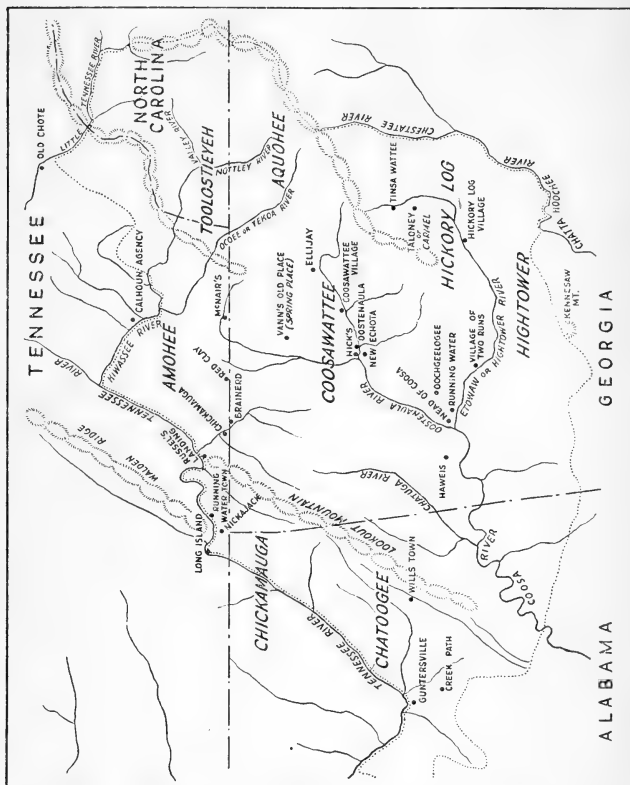 TENNESSEE
NORTH
CAROLINA
OLD CHOTE
LITTLE
TENNESSEE RIVER
VALLEY RIVER
TOOLOSTIEYEH
NOTTLEY RIVER
AQUOHEE
OCOEE OR TEKOA RIVER
CALHOUN AGENCY
HIWASSEE RIVER
AMOHEE
McNAIR'S
RED CLAY
TENNESSEE
RIVER
CHICKAMAUGA
BRAINERD
RUSSEL'S
LANDING
WALDEN RIDGE
LONG ISLAND
RUNNING
WATER TOWN
NICKAJACK
LOOKOUT MOUNTAIN
CHICKAMAUGA
TENNESSEE RIVER
CHATOOGEE
WILLS TOWN
GUNTERSVILLE
CREEK PATH
VANN'S OLD PLACE
(SPRING PLACE)
ELLIJAY
COOSAWATTEE
VILLAGE
COOSAWATTEE
HICK'S
OOSTENAULA
NEW ECHOTA
OOSTENAULA RIVER
OOCHGEELOGEE
RUNNING WATER
HEAD OF COOSA
VILLAGE OF
TWO RUNS
ETOWAH OR HIGHTOWER RIVER
HIGHTOWER
HAWEIS
CHATUGA RIVER
COOSA
RIVER
TINSA WATTEE
TALONEY
OR
CARMEL
HICKORY LOG
HICKORY LOG
VILLAGE
CHESTATEE
RIVER
CHATTA HOOCHEE
RIVER
KENNESAW
MT.
GEORGIA
ALABAMA